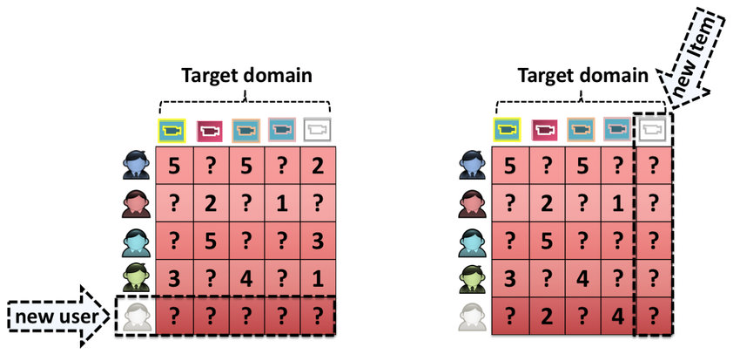 Target domain
5 ? 5 ? 2
? 2 ? 1 ?
? 5 ? ? 3
3 ? 4 ? 1
new user
? ? ? ? ?
Target domain
new Item
5 ? 5 ? ?
? 2 ? 1 ?
? 5 ? ? ?
3 ? 4 ? ?
? 2 ? 4 ?